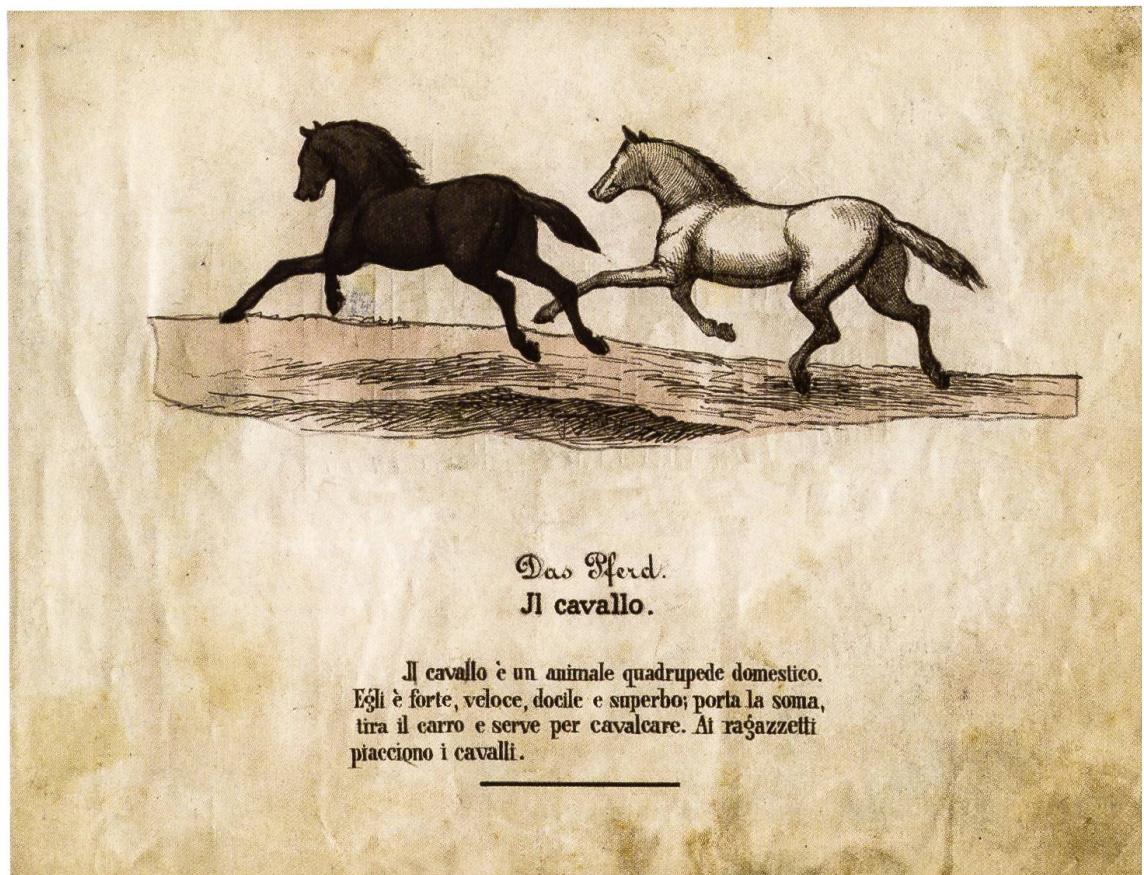 Das Pferd.
Jl cavallo.
Jl cavallo è un animale quadrupede domestico.
Egli è forte, veloce, docile e superbo; porta la soma,
tira il carro e serve per cavalcare. Ai ragazzetti
piacciono i cavalli.